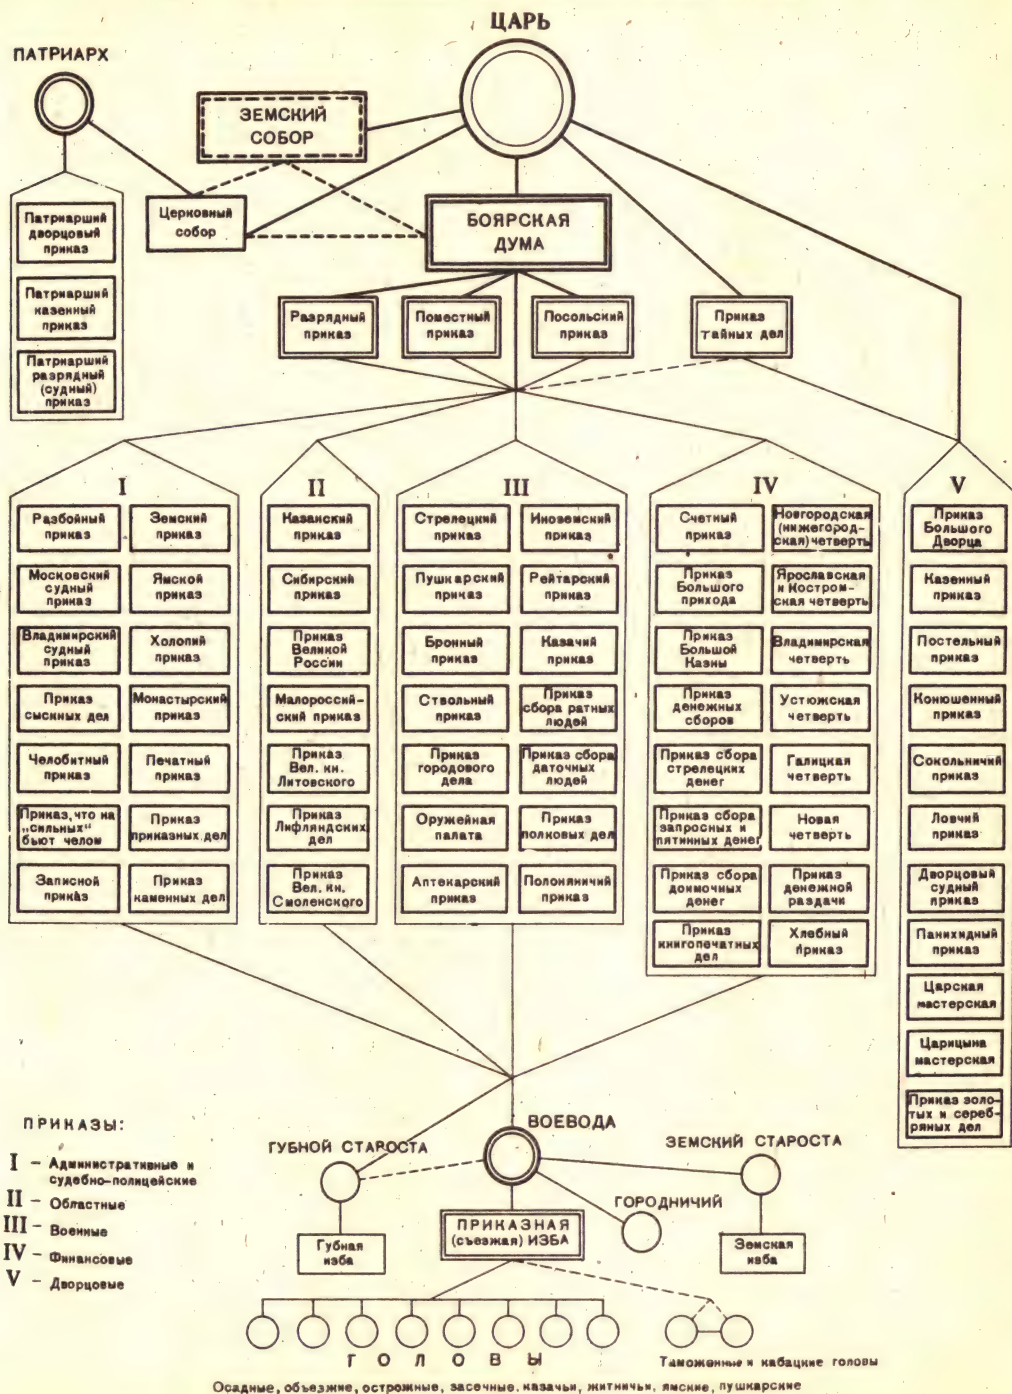 ЦАРЬ
ПАТРИАРХ
ЗЕМСКИЙ
СОБОР
Патриарший
дворцовый
приказ
Патриарший
казенный
приказ
Патриарший
разрядный
(судный)
приказ
Церковный
собор
БОЯРСКАЯ
ДУМА
Разрядный
приказ
Поместный
приказ
Посольский
приказ
Приказ
тайных дел
I
Разбойный
приказ
Земский
приказ
Московский
судный
приказ
Ямской
приказ
Владимирский
судный
приказ
Холопий
приказ
Приказ
сыскных дел
Монастырский
приказ
Челобитный
приказ
Печатный
приказ
Приказ, что на
„сильных“
бьют челом
Приказ
приказных дел
Записной
приказ
Приказ
каменных дел
II
Казанский
приказ
Сибирский
приказ
Приказ
Великой
России
Малороссий-
ский приказ
Приказ
Вел. кн.
Литовского
Приказ
Лифляндских
дел
Приказ
Вел. кн.
Смоленского
III
Стрелецкий
приказ
Иноземский
приказ
Пушкарский
приказ
Рейтарский
приказ
Бронный
приказ
Казачий
приказ
Ствольный
приказ
Приказ
сбора ратных
людей
Приказ
городового
дела
Приказ сбора
даточных
людей
Оружейная
палата
Приказ
полковых дел
Аптекарский
приказ
Полоняничий
приказ
IV
Счетный
приказ
Новгородская
(нижегород-
ская) четверть
Приказ
Большого
прихода
Ярославская
и Костром-
ская четверть
Приказ
Большой
Казны
Владимирская
четверть
Приказ
денежных
сборов
Устюжская
четверть
Приказ сбора
стрелецких
денег
Галицкая
четверть
Приказ сбора
запросных и
пятинных денег
Новая
четверть
Приказ сбора
доимочных
денег
Приказ
денежной
раздачи
Приказ
книгопечатных
дел
Хлебный
приказ
V
Приказ
Большого
Дворца
Казенный
приказ
Постельный
приказ
Конюшенный
приказ
Сокольничий
приказ
Ловчий
приказ
Дворцовый
судный
приказ
Панихидный
приказ
Царская
мастерская
Царицына
мастерская
Приказ золо-
тых и сереб-
ряных дел
ПРИКАЗЫ:
I – Административные и
судебно-полицейские
II – Областные
III – Военные
IV – Финансовые
V – Дворцовые
ВОЕВОДА
ГУБНОЙ СТАРОСТА
ЗЕМСКИЙ СТАРОСТА
ГОРОДНИЧИЙ
Губная
изба
ПРИКАЗНАЯ
(съезжая) ИЗБА
Земская
изба
ГОЛОВЫ
Таможенные и кабацкие головы
Осадные, объезжие, острожные, засечные, казачьи, житничьи, ямские, пушкарские